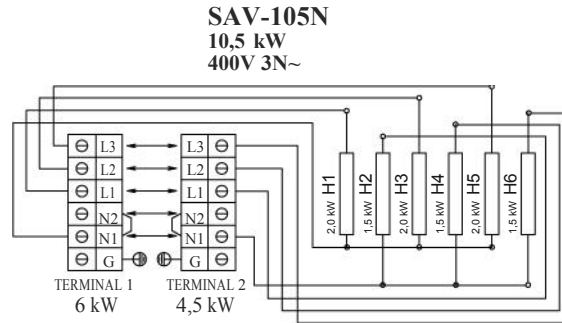 SAV-105N
10,5 kW
400V 3N~
L3
L2
L1
N2
N1
G
TERMINAL 1
6 kW
L3
L2
L1
N2
N1
G
TERMINAL 2
4,5 kW
2,0 kW H1
1,5 kW H2
2,0 kW H3
1,5 kW H4
2,0 kW H5
1,5 kW H6